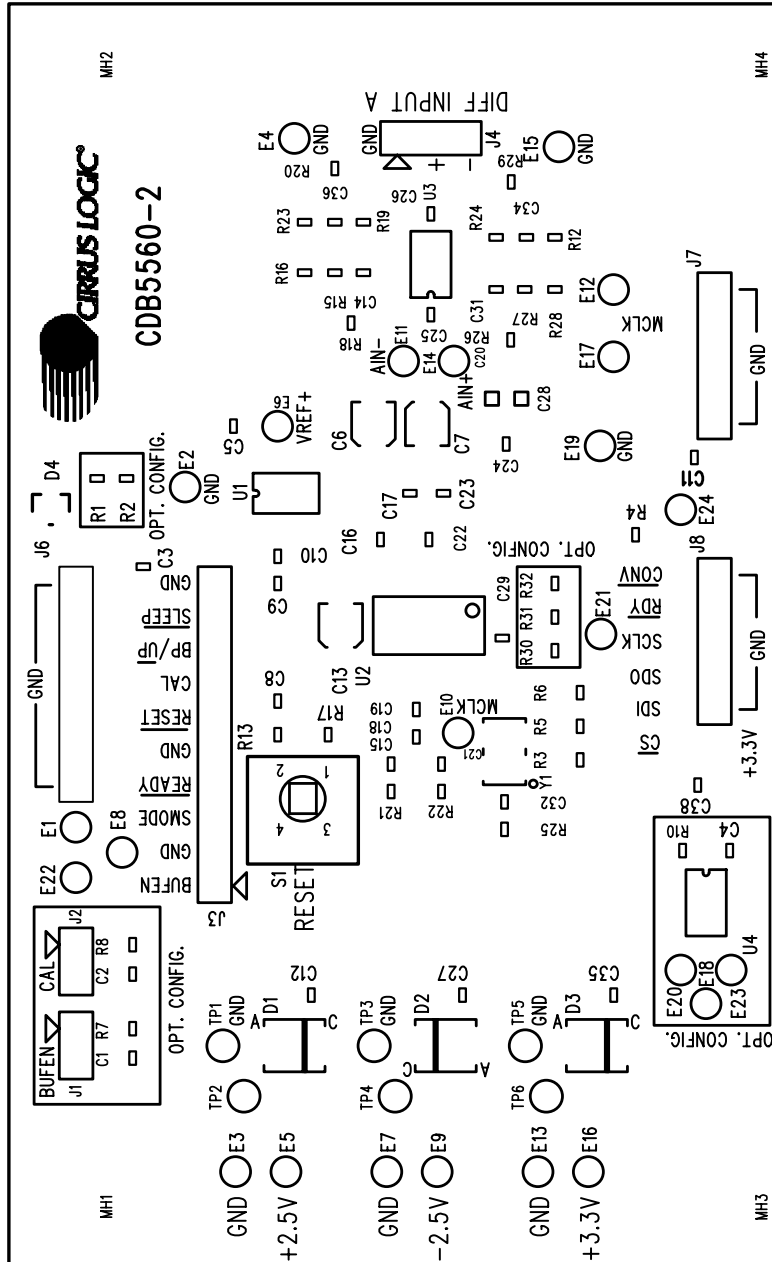 MH2
MH4
CIRRUS LOGIC®
CDB5560-2
DIFF INPUT A
E4
GND
GND
J4
+
-
E15
GND
R20
C36
C26
U3
R29
R23
R19
R24
C34
R12
R16
C14
R15
R18
C25
C31
R27
R28
E12
MCLK
E17
J7
GND
AIN-
E11
E14
R26
C20
AIN+
C28
C5
E6
VREF+
C6
C7
C24
E19
GND
C11
E24
D4
R1
R2
OPT. CONFIG.
E2
GND
U1
C17
C23
C16
C22
R4
J6
GND
C3
C10
C9
GND
SLEEP
BP/UP
CAL
RESET
GND
READY
SMODE
GND
BUFEN
J3
OPT. CONFIG.
C29
R32
R31
R30
E21
J8
CONV
RDY
SCLK
SDO
SDI
CS
GND
+3.3V
C13
U2
C8
R13
R17
C19
C18
C15
E10
MCLK
C21
R6
R5
R3
Y1
R21
R22
C32
R25
2
1
4
3
S1
RESET
E1
E8
E22
C38
R10
C4
U4
E20
E18
E23
OPT. CONFIG.
J2
CAL
R8
C2
BUFEN
R7
C1
J1
OPT. CONFIG.
C12
TP1
GND
D1
A
C
TP2
C27
TP3
GND
D2
C
A
TP4
C35
TP5
GND
D3
A
C
TP6
E3
E5
GND
+2.5V
E7
E9
GND
-2.5V
E13
E16
GND
+3.3V
MH1
MH3